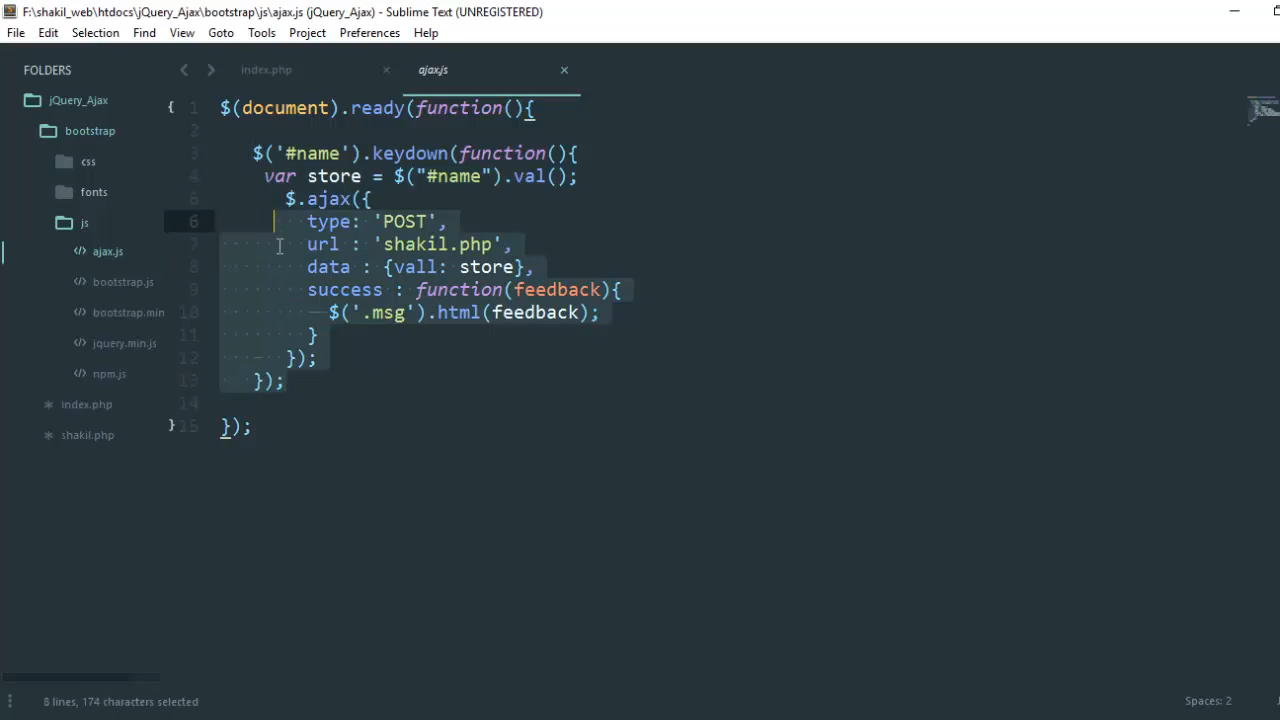 F:\shakil_web\htdocs\jQuery_Ajax\bootstrap\js\ajax.js (jQuery_Ajax) - Sublime Text (UNREGISTERED)
File Edit Selection Find View Goto Tools Project Preferences Help
FOLDERS
jQuery_Ajax
bootstrap
css
fonts
js
ajax.js
bootstrap.js
bootstrap.min
jquery.min.js
npm.js
index.php
shakil.php
index.php ajax.js
1 $(document).ready(function(){
2
3 $('#name').keydown(function(){
4 var store = $("#name").val();
5 $.ajax({
6 type: 'POST',
7 url : 'shakil.php',
8 data : {vall: store},
9 success : function(feedback){
10 $('.msg').html(feedback);
11 }
12 });
13 });
14
15 });
8 lines, 174 characters selected
Spaces: 2